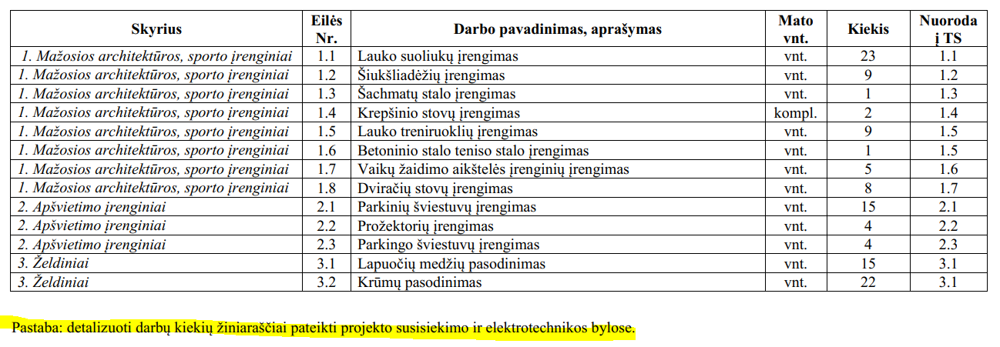 Skyrius Eilės Nr. Darbo pavadinimas, aprašymas Mato vnt. Kiekis Nuoroda į TS
1. Mažosios architektūros, sporto įrenginiai 1.1 Lauko suoliukų įrengimas vnt. 23 1.1
1. Mažosios architektūros, sporto įrenginiai 1.2 Šiukšliadėžių įrengimas vnt. 9 1.2
1. Mažosios architektūros, sporto įrenginiai 1.3 Šachmatų stalo įrengimas vnt. 1 1.3
1. Mažosios architektūros, sporto įrenginiai 1.4 Krepšinio stovų įrengimas kompl. 2 1.4
1. Mažosios architektūros, sporto įrenginiai 1.5 Lauko treniruoklių įrengimas vnt. 9 1.5
1. Mažosios architektūros, sporto įrenginiai 1.6 Betoninio stalo teniso stalo įrengimas vnt. 1 1.5
1. Mažosios architektūros, sporto įrenginiai 1.7 Vaikų žaidimo aikštelės įrenginių įrengimas vnt. 5 1.6
1. Mažosios architektūros, sporto įrenginiai 1.8 Dviračių stovų įrengimas vnt. 8 1.7
2. Apšvietimo įrenginiai 2.1 Parkinių šviestuvų įrengimas vnt. 15 2.1
2. Apšvietimo įrenginiai 2.2 Prožektorių įrengimas vnt. 4 2.2
2. Apšvietimo įrenginiai 2.3 Parkingo šviestuvų įrengimas vnt. 4 2.3
3. Želdiniai 3.1 Lapuočių medžių pasodinimas vnt. 15 3.1
3. Želdiniai 3.2 Krūmų pasodinimas vnt. 22 3.1
Pastaba: detalizuoti darbų kiekių žiniaraščiai pateikti projekto susisiekimo ir elektrotechnikos bylose.